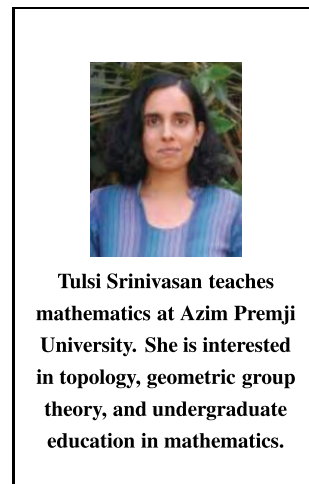 Tulsi Srinivasan teaches
mathematics at Azim Premji
University. She is interested
in topology, geometric group
theory, and undergraduate
education in mathematics.